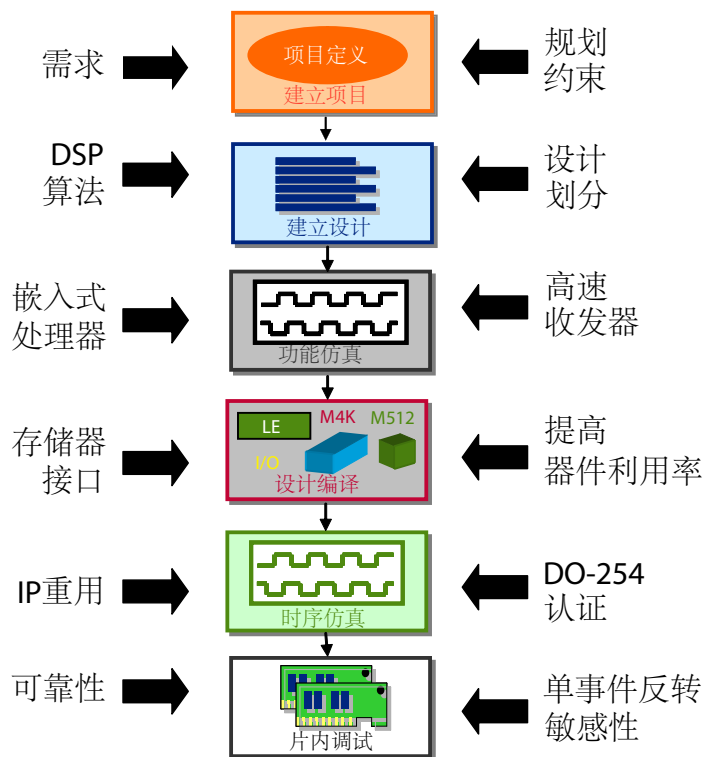 需求
项目定义
建立项目
规划
约束
DSP
算法
建立设计
设计
划分
嵌入式
处理器
功能仿真
高速
收发器
存储器
接口
LE
M4K
M512
I/O
设计编译
提高
器件利用率
IP重用
时序仿真
DO-254
认证
可靠性
片内调试
单事件反转
敏感性